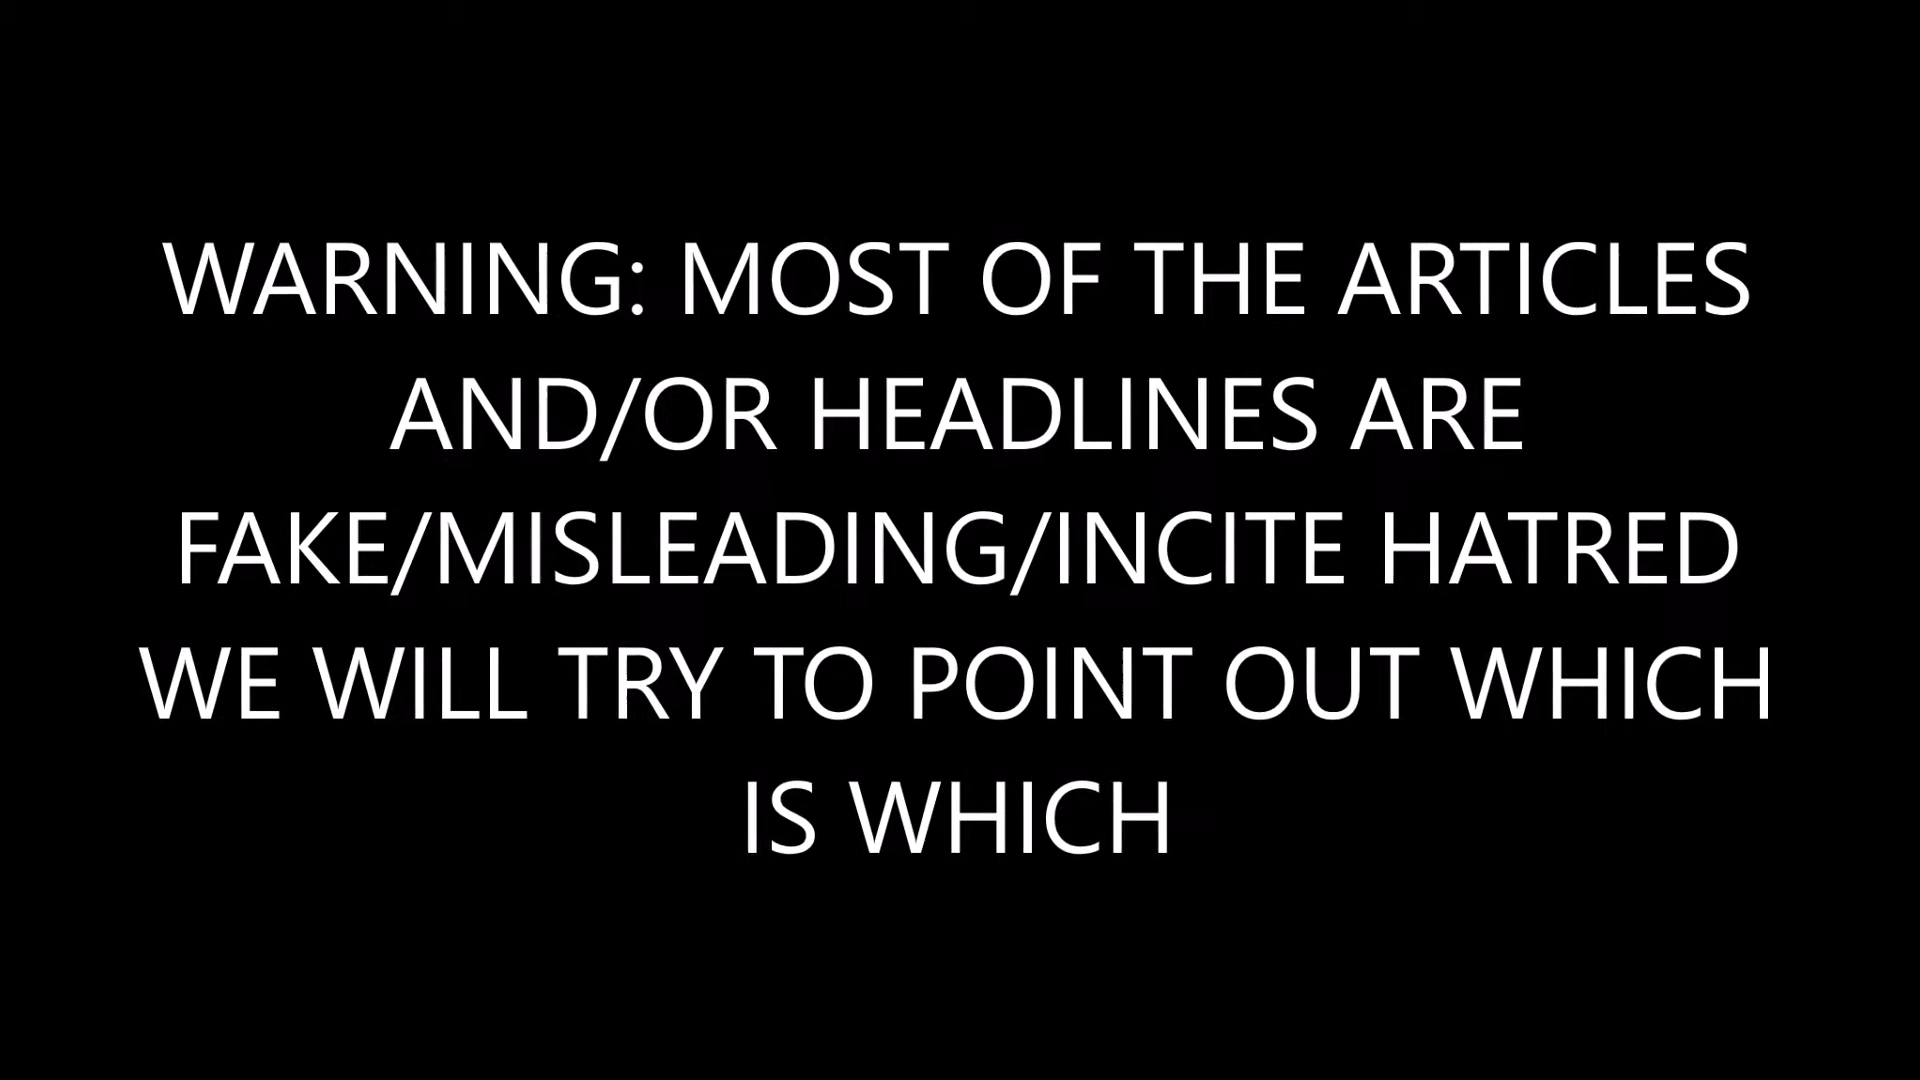 WARNING: MOST OF THE ARTICLES
AND/OR HEADLINES ARE
FAKE/MISLEADING/INCITE HATRED
WE WILL TRY TO POINT OUT WHICH
IS WHICH